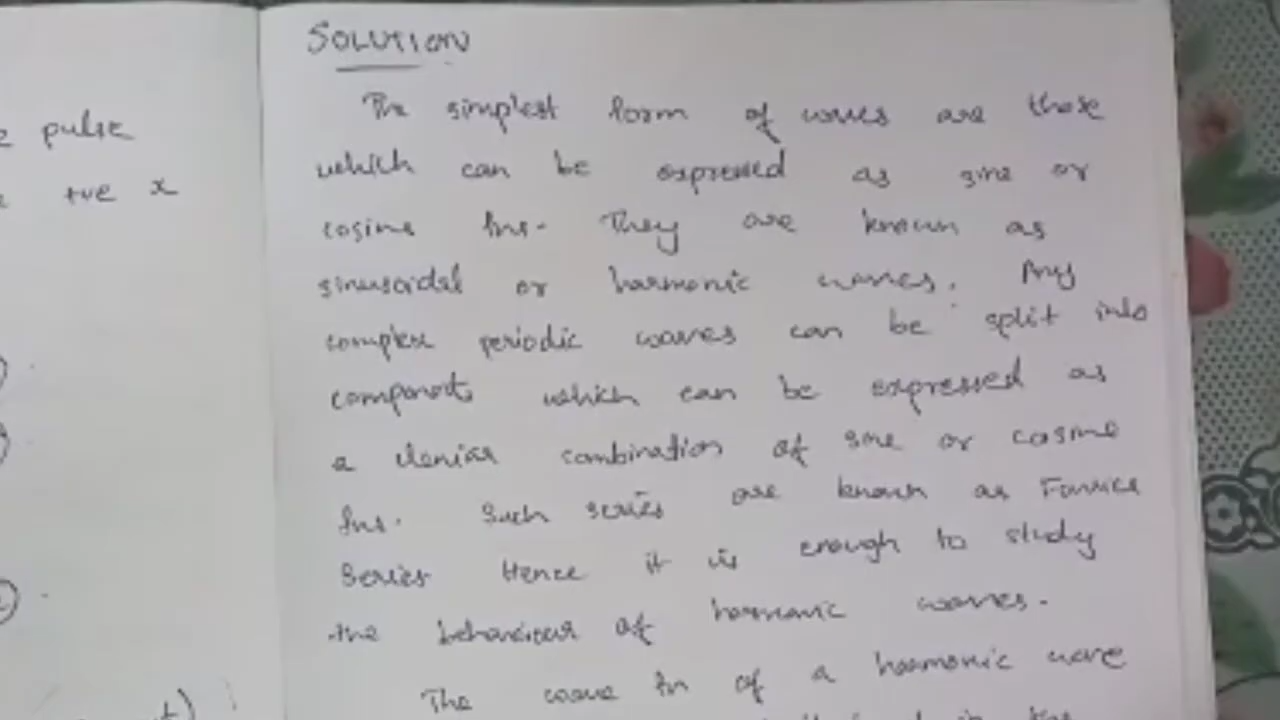 pulse
+ve x
SOLUTION
The simplest form of waves are those
which can be expressed as sine or
cosine fns. They are known as
sinusoidal or harmonic waves. Any
complex periodic waves can be split into
components which can be expressed as
a combination of sine or cosine
fns. Such series are known as Fourier
Series Hence it is enough to study
the behaviour of harmonic waves.
The wave fn of a harmonic wave